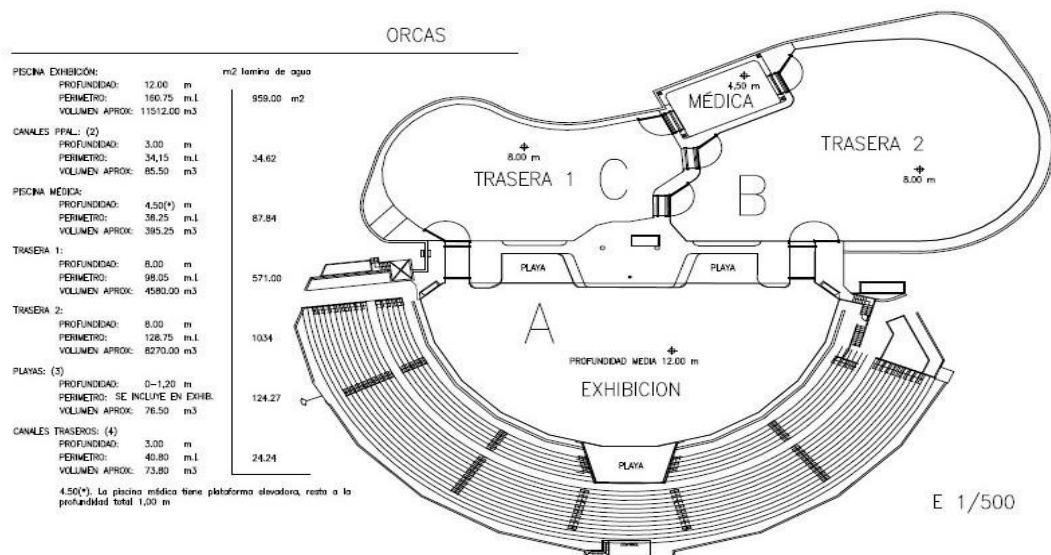 ORCAS
PISCINA EXHIBICIÓN: m2 lamina de agua
PROFUNDIDAD: 12.00 m
PERIMETRO: 160.75 m.l. 959.00 m2
VOLUMEN APROX: 11512.00 m3
CANALES PPAL.: (2)
PROFUNDIDAD: 3.00 m
PERIMETRO: 34,15 m.l. 34.62
VOLUMEN APROX: 85.50 m3
PISCINA MÉDICA:
PROFUNDIDAD: 4,50(*) m
PERIMETRO: 38.25 m.l. 87.84
VOLUMEN APROX: 395.25 m3
TRASERA 1:
PROFUNDIDAD: 8.00 m
PERIMETRO: 98.05 m.l. 571.00
VOLUMEN APROX: 4580.00 m3
TRASERA 2:
PROFUNDIDAD: 8.00 m
PERIMETRO: 128.75 m.l. 1034
VOLUMEN APROX: 8270.00 m3
PLAYAS: (3)
PROFUNDIDAD: 0-1,20 m
PERIMETRO: SE INCLUYE EN EXHIB. 124.27
VOLUMEN APROX: 76.50 m3
CANALES TRASEROS: (4)
PROFUNDIDAD: 3.00 m
PERIMETRO: 40.80 m.l. 24.24
VOLUMEN APROX: 73.80 m3
4.50(*). La piscina médica tiene plataforma elevadora, resta a la
profundidad total 1,00 m
4,50 m
MÉDICA
8.00 m
TRASERA 1
C
B
TRASERA 2
8.00 m
PLAYA
PLAYA
A
PROFUNDIDAD MEDIA 12.00 m
EXHIBICION
PLAYA
CONTROL
E 1/500